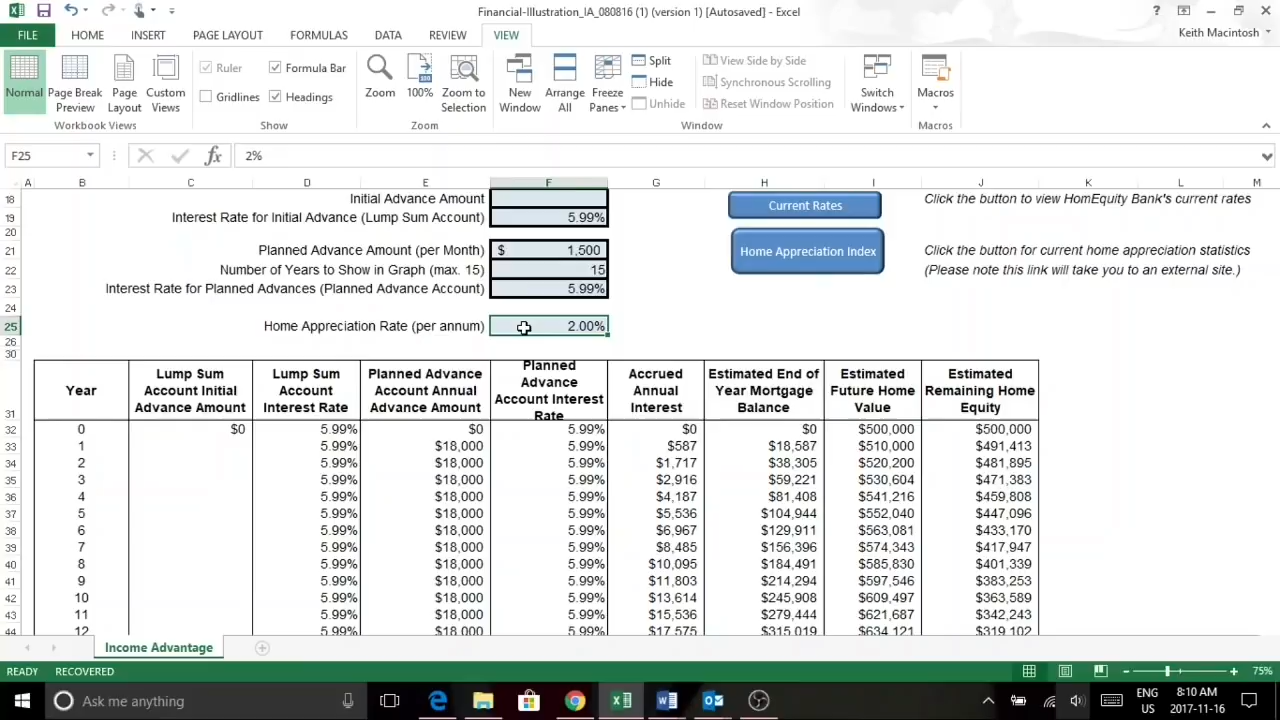 Financial-Illustration_IA_080816 (1) (version 1) [Autosaved] - Excel
FILE HOME INSERT PAGE LAYOUT FORMULAS DATA REVIEW VIEW Keith Macintosh
Normal Page Break Preview Page Layout Custom Views
Workbook Views
Ruler Formula Bar
Gridlines Headings
Show
Zoom 100% Zoom to Selection
Zoom
New Window Arrange All Freeze Panes
Split
Hide
Unhide
View Side by Side
Synchronous Scrolling
Reset Window Position
Switch Windows
Window
Macros
Macros
F25 fx 2%
A B C D E F G H I J K L M
18 Initial Advance Amount Current Rates Click the button to view HomEquity Bank's current rates
19 Interest Rate for Initial Advance (Lump Sum Account) 5.99%
20
21 Planned Advance Amount (per Month) $ 1,500 Home Appreciation Index Click the button for current home appreciation statistics
22 Number of Years to Show in Graph (max. 15) 15 (Please note this link will take you to an external site.)
23 Interest Rate for Planned Advances (Planned Advance Account) 5.99%
24
25 Home Appreciation Rate (per annum) 2.00%
26
30
31 Year Lump Sum Account Initial Advance Amount Lump Sum Account Interest Rate Planned Advance Account Annual Advance Amount Planned Advance Account Interest Rate Accrued Annual Interest Estimated End of Year Mortgage Balance Estimated Future Home Value Estimated Remaining Home Equity
32 0 $0 5.99% $0 5.99% $0 $0 $500,000 $500,000
33 1 5.99% $18,000 5.99% $587 $18,587 $510,000 $491,413
34 2 5.99% $18,000 5.99% $1,717 $38,305 $520,200 $481,895
35 3 5.99% $18,000 5.99% $2,916 $59,221 $530,604 $471,383
36 4 5.99% $18,000 5.99% $4,187 $81,408 $541,216 $459,808
37 5 5.99% $18,000 5.99% $5,536 $104,944 $552,040 $447,096
38 6 5.99% $18,000 5.99% $6,967 $129,911 $563,081 $433,170
39 7 5.99% $18,000 5.99% $8,485 $156,396 $574,343 $417,947
40 8 5.99% $18,000 5.99% $10,095 $184,491 $585,830 $401,339
41 9 5.99% $18,000 5.99% $11,803 $214,294 $597,546 $383,253
42 10 5.99% $18,000 5.99% $13,614 $245,908 $609,497 $363,589
43 11 5.99% $18,000 5.99% $15,536 $279,444 $621,687 $342,243
44 12 5.99% $18,000 5.99% $17,575 $315,019 $634,121 $319,102
Income Advantage
READY RECOVERED 75%
Ask me anything ENG US 8:10 AM 2017-11-16